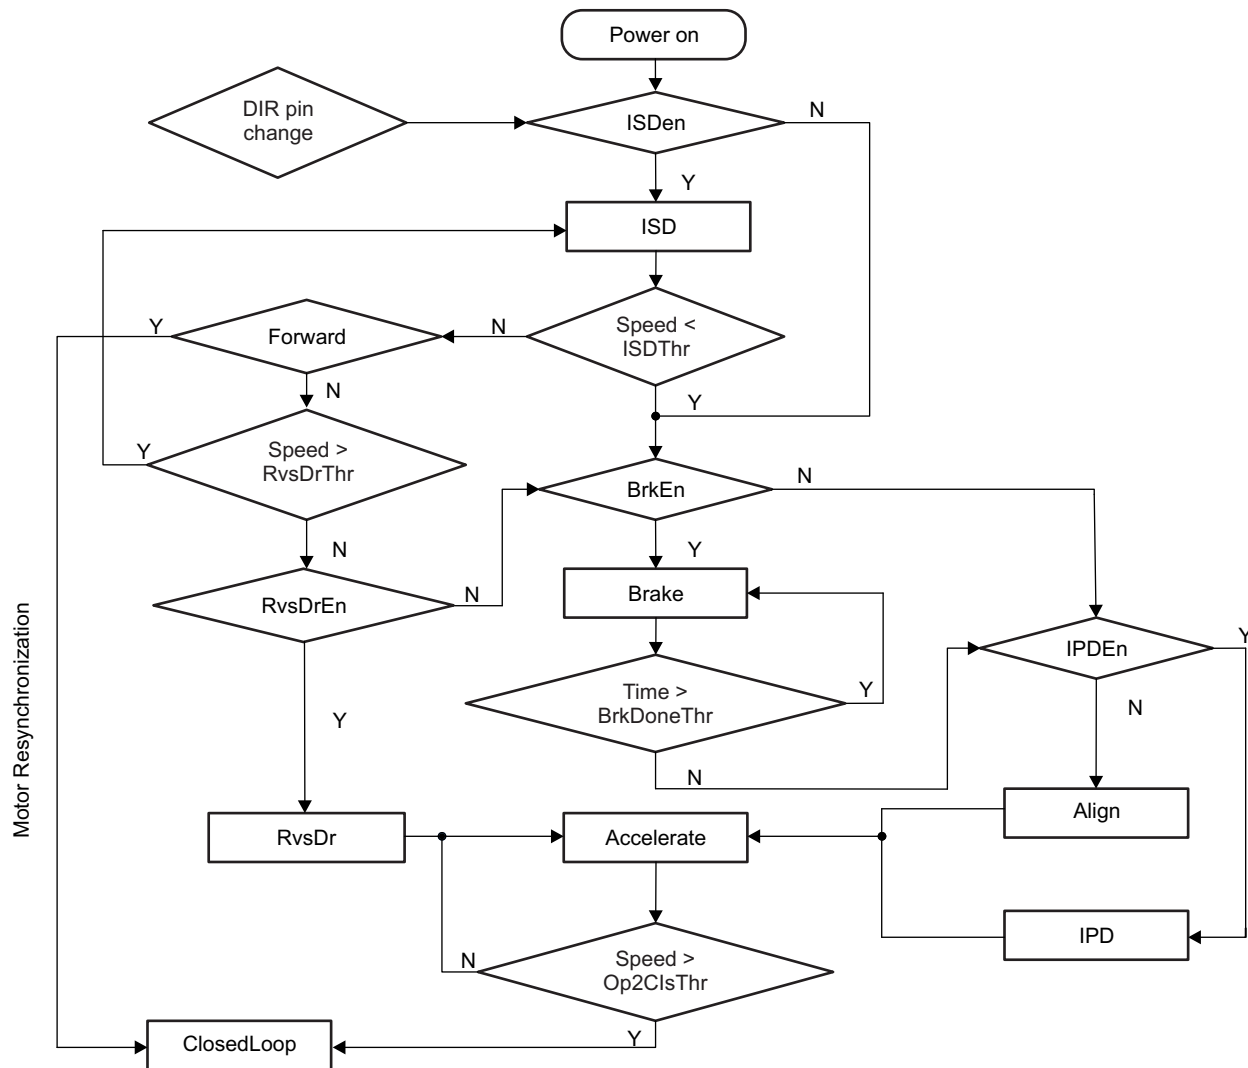 Power on
DIR pin
change
ISDen
N
Y
ISD
Y
Forward
N
Speed <
ISDThr
N
Y
Y
Speed >
RvsDrThr
BrkEn
N
N
Y
RvsDrEn
N
Brake
IPDEn
Y
Time >
BrkDoneThr
Y
N
Y
N
Motor Resynchronization
Align
RvsDr
Accelerate
IPD
N
Speed >
Op2ClsThr
Y
ClosedLoop